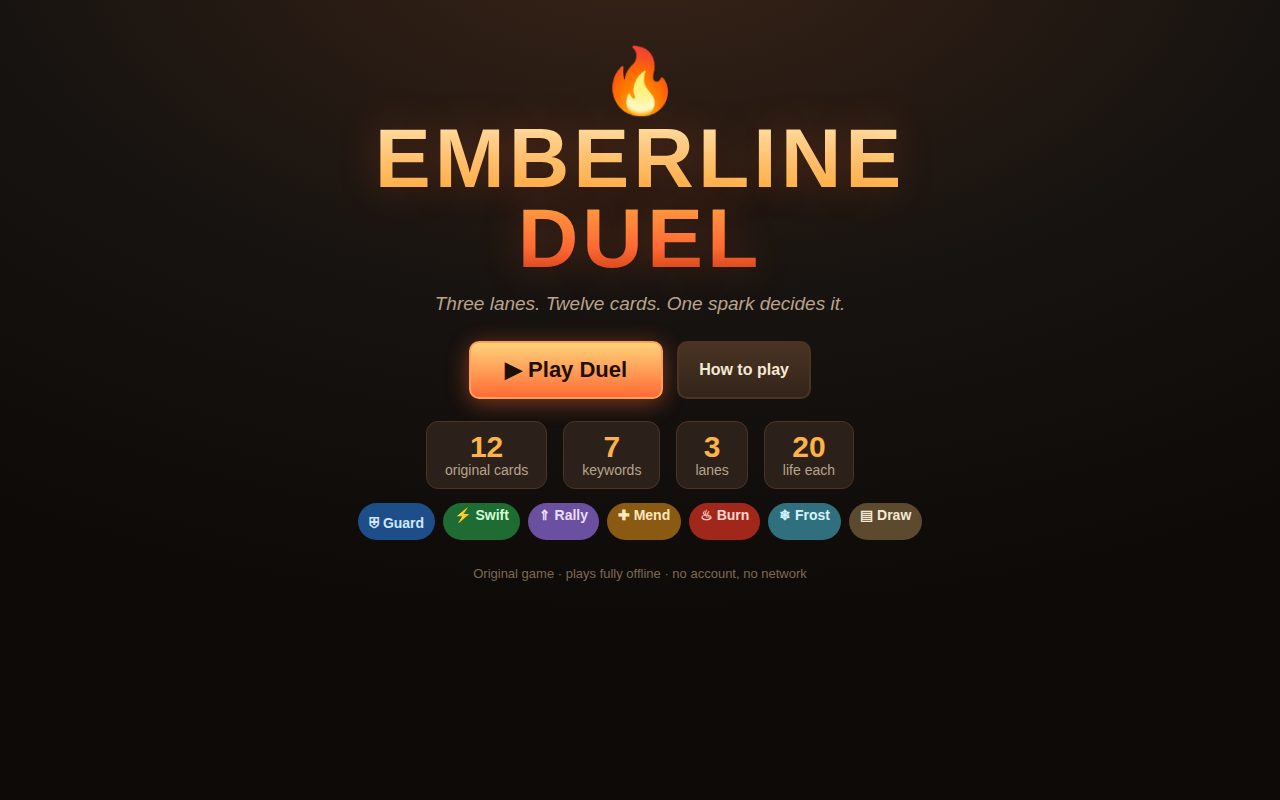 EMBERLINE
DUEL
Three lanes. Twelve cards. One spark decides it.
▶ Play Duel
How to play
12
original cards
7
keywords
3
lanes
20
life each
⛨ Guard
⚡ Swift
⇑ Rally
✚ Mend
♨ Burn
❄ Frost
▤ Draw
Original game · plays fully offline · no account, no network